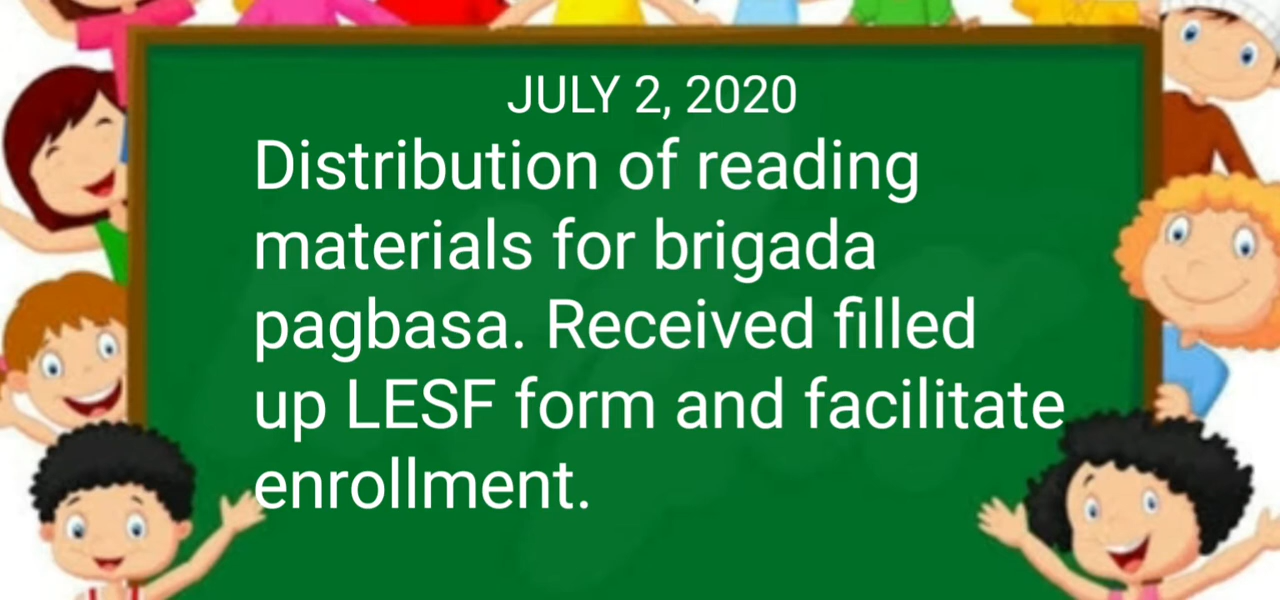 JULY 2, 2020
Distribution of reading
materials for brigada
pagbasa. Received filled
up LESF form and facilitate
enrollment.